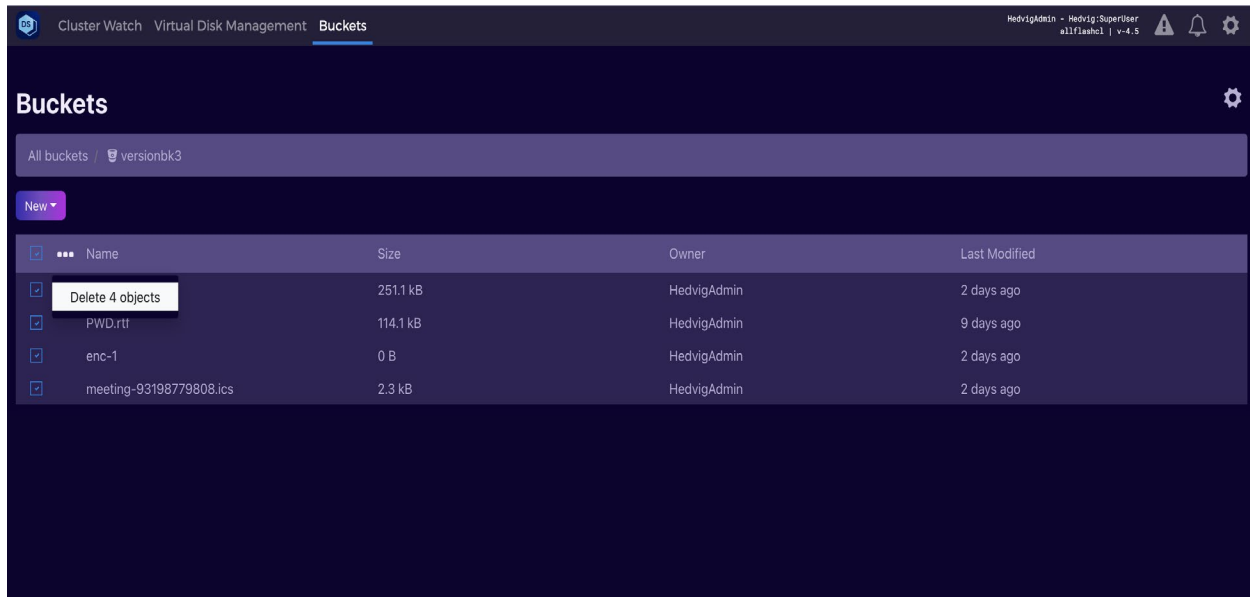 DS Cluster Watch Virtual Disk Management Buckets HedvigAdmin - Hedvig:SuperUser
allflashcl | v-4.5
Buckets
All buckets / versionbk3
New
Name Size Owner Last Modified
Delete 4 objects 251.1 kB HedvigAdmin 2 days ago
PWD.rtf 114.1 kB HedvigAdmin 9 days ago
enc-1 0 B HedvigAdmin 2 days ago
meeting-93198779808.ics 2.3 kB HedvigAdmin 2 days ago